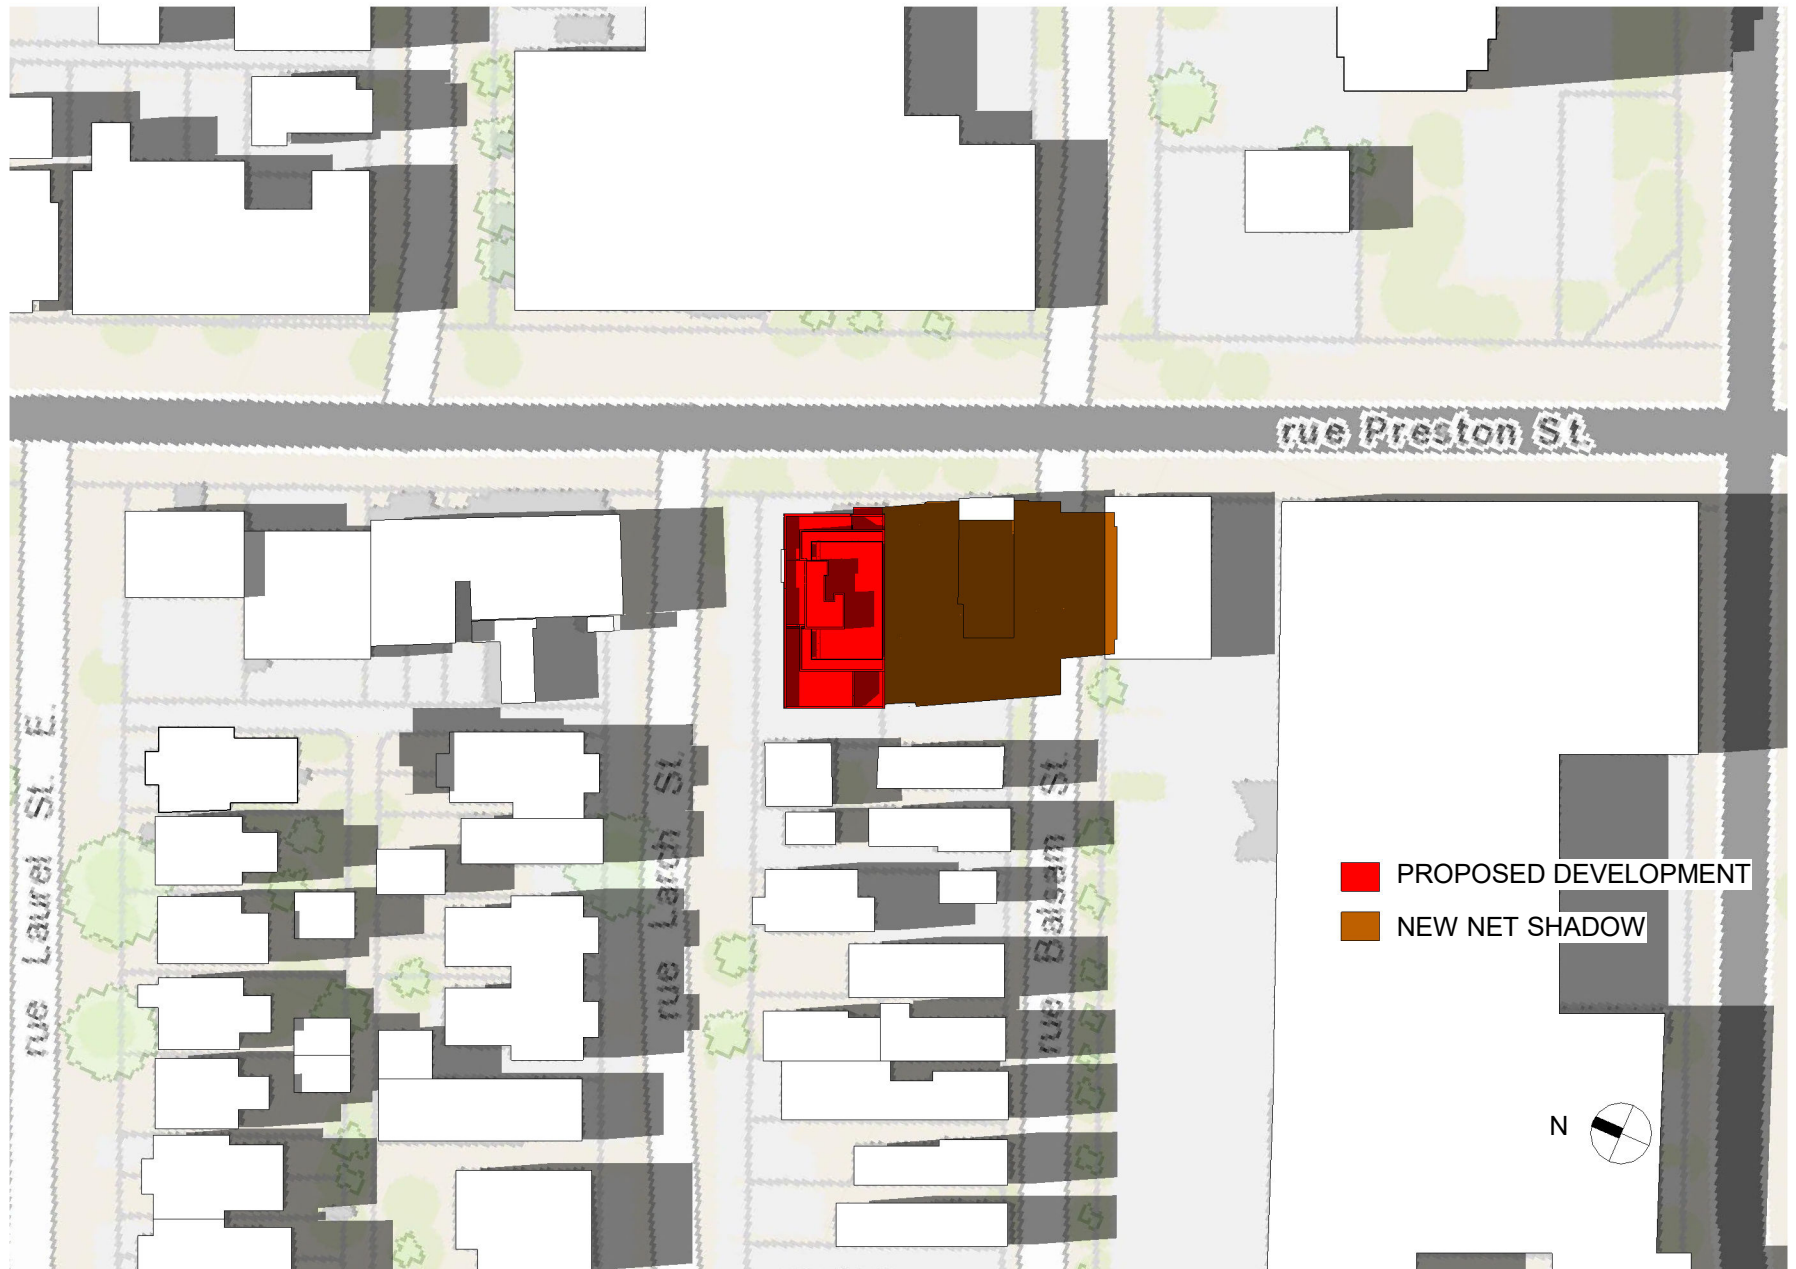 rue Preston St.
rue Laurel St. E.
rue Larch St.
rue Balsam St.
PROPOSED DEVELOPMENT
NEW NET SHADOW
N